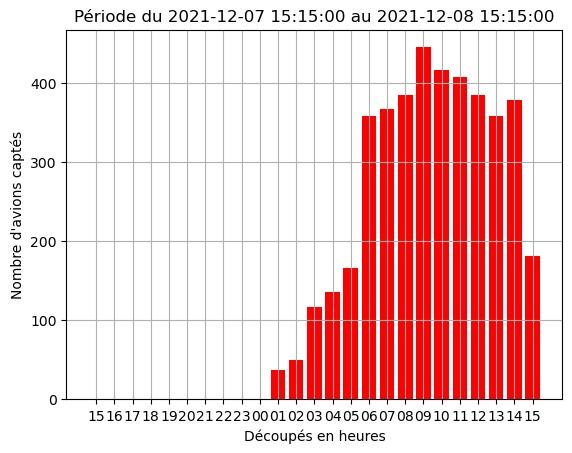 Période du 2021-12-07 15:15:00 au 2021-12-08 15:15:00
Nombre d'avions captés
400
300
200
100
0
15 16 17 18 19 20 21 22 23 00 01 02 03 04 05 06 07 08 09 10 11 12 13 14 15
Découpés en heures